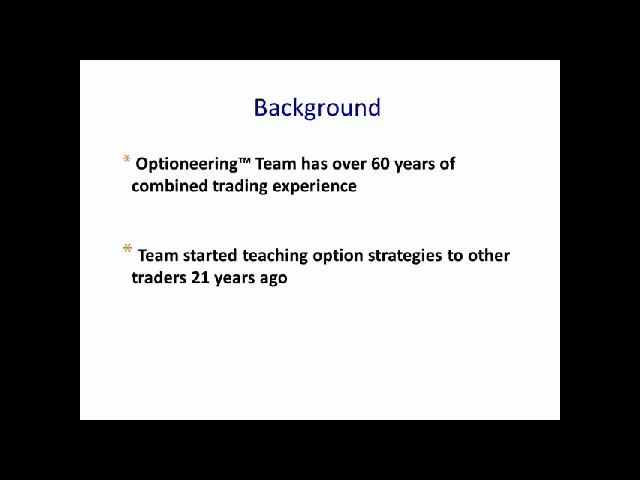 Background
* Optioneering™ Team has over 60 years of
combined trading experience
* Team started teaching option strategies to other
traders 21 years ago